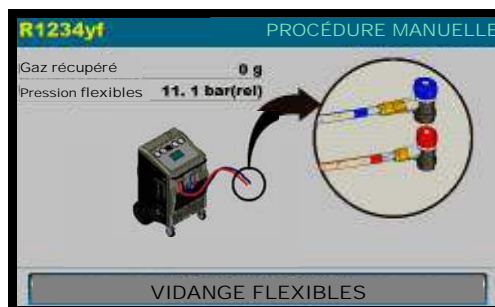 R1234yf PROCÉDURE MANUELLE
Gaz récupéré 0 g
Pression flexibles 11. 1 bar(rel)
VIDANGE FLEXIBLES